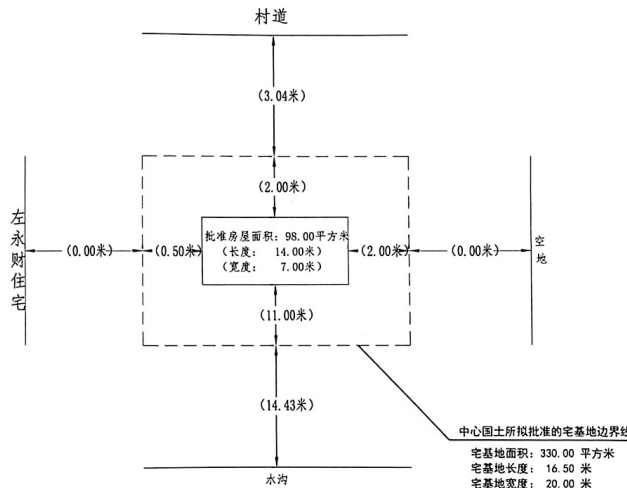 村道
(3.04米)
(2.00米)
左永财住宅
(0.00米)
(0.50米)
批准房屋面积: 98.00平方米
(长度: 14.00米)
(宽度: 7.00米)
(2.00米)
(0.00米)
空地
(11.00米)
(14.43米)
中心国土所拟批准的宅基地边界线
宅基地面积: 330.00 平方米
宅基地长度: 16.50 米
宅基地宽度: 20.00 米
水沟